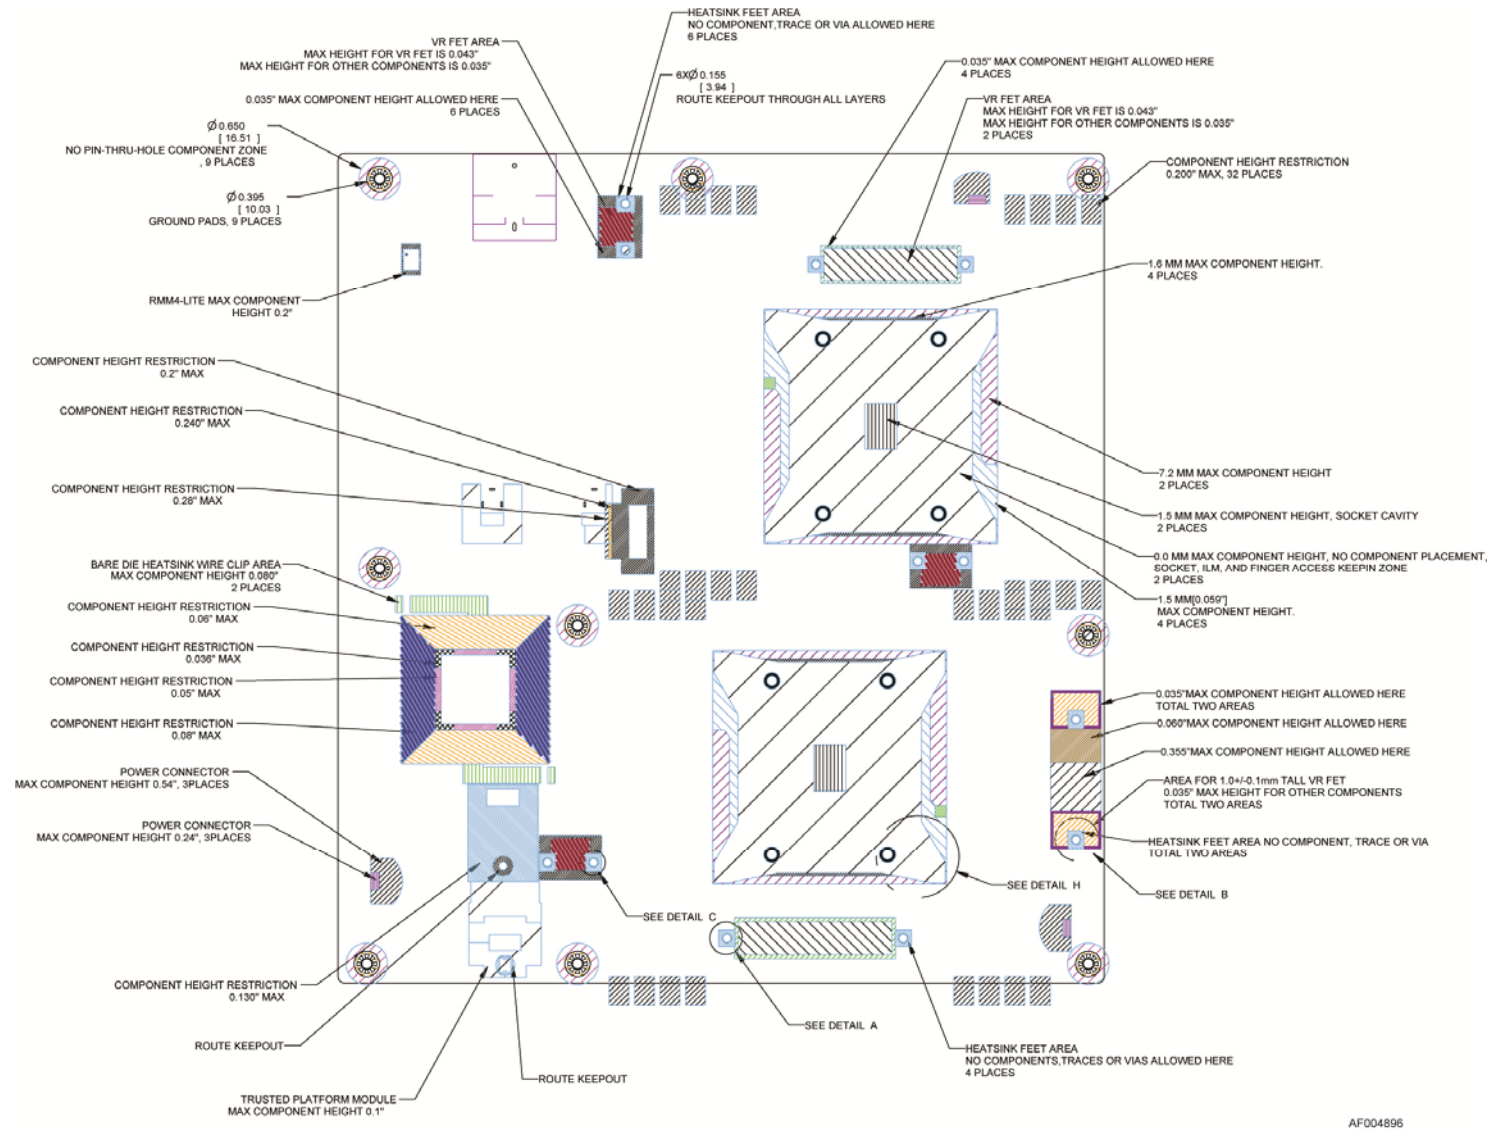 HEATSINK FEET AREA
NO COMPONENT,TRACE OR VIA ALLOWED HERE
6 PLACES
VR FET AREA
MAX HEIGHT FOR VR FET IS 0.043"
MAX HEIGHT FOR OTHER COMPONENTS IS 0.035"
6XØ 0.155
[ 3.94 ]
ROUTE KEEPOUT THROUGH ALL LAYERS
0.035" MAX COMPONENT HEIGHT ALLOWED HERE
4 PLACES
0.035" MAX COMPONENT HEIGHT ALLOWED HERE
6 PLACES
VR FET AREA
MAX HEIGHT FOR VR FET IS 0.043"
MAX HEIGHT FOR OTHER COMPONENTS IS 0.035"
2 PLACES
Ø 0.650
[ 16.51 ]
NO PIN-THRU-HOLE COMPONENT ZONE
, 9 PLACES
COMPONENT HEIGHT RESTRICTION
0.200" MAX, 32 PLACES
Ø 0.395
[ 10.03 ]
GROUND PADS, 9 PLACES
1.6 MM MAX COMPONENT HEIGHT.
4 PLACES
RMM4-LITE MAX COMPONENT
HEIGHT 0.2"
COMPONENT HEIGHT RESTRICTION
0.2" MAX
COMPONENT HEIGHT RESTRICTION
0.240" MAX
7.2 MM MAX COMPONENT HEIGHT
2 PLACES
COMPONENT HEIGHT RESTRICTION
0.28" MAX
1.5 MM MAX COMPONENT HEIGHT, SOCKET CAVITY
2 PLACES
0.0 MM MAX COMPONENT HEIGHT, NO COMPONENT PLACEMENT,
SOCKET, ILM, AND FINGER ACCESS KEEPIN ZONE
2 PLACES
BARE DIE HEATSINK WIRE CLIP AREA
MAX COMPONENT HEIGHT 0.080"
2 PLACES
1.5 MM[0.059"]
MAX COMPONENT HEIGHT.
4 PLACES
COMPONENT HEIGHT RESTRICTION
0.06" MAX
COMPONENT HEIGHT RESTRICTION
0.036" MAX
COMPONENT HEIGHT RESTRICTION
0.05" MAX
0.035"MAX COMPONENT HEIGHT ALLOWED HERE
TOTAL TWO AREAS
COMPONENT HEIGHT RESTRICTION
0.08" MAX
0.060"MAX COMPONENT HEIGHT ALLOWED HERE
0.355"MAX COMPONENT HEIGHT ALLOWED HERE
POWER CONNECTOR
MAX COMPONENT HEIGHT 0.54", 3PLACES
AREA FOR 1.0+/-0.1mm TALL VR FET
0.035" MAX HEIGHT FOR OTHER COMPONENTS
TOTAL TWO AREAS
POWER CONNECTOR
MAX COMPONENT HEIGHT 0.24", 3PLACES
HEATSINK FEET AREA NO COMPONENT, TRACE OR VIA
TOTAL TWO AREAS
SEE DETAIL H
SEE DETAIL B
SEE DETAIL C
COMPONENT HEIGHT RESTRICTION
0.130" MAX
SEE DETAIL A
ROUTE KEEPOUT
HEATSINK FEET AREA
NO COMPONENTS,TRACES OR VIAS ALLOWED HERE
4 PLACES
ROUTE KEEPOUT
TRUSTED PLATFORM MODULE
MAX COMPONENT HEIGHT 0.1"
AF004896